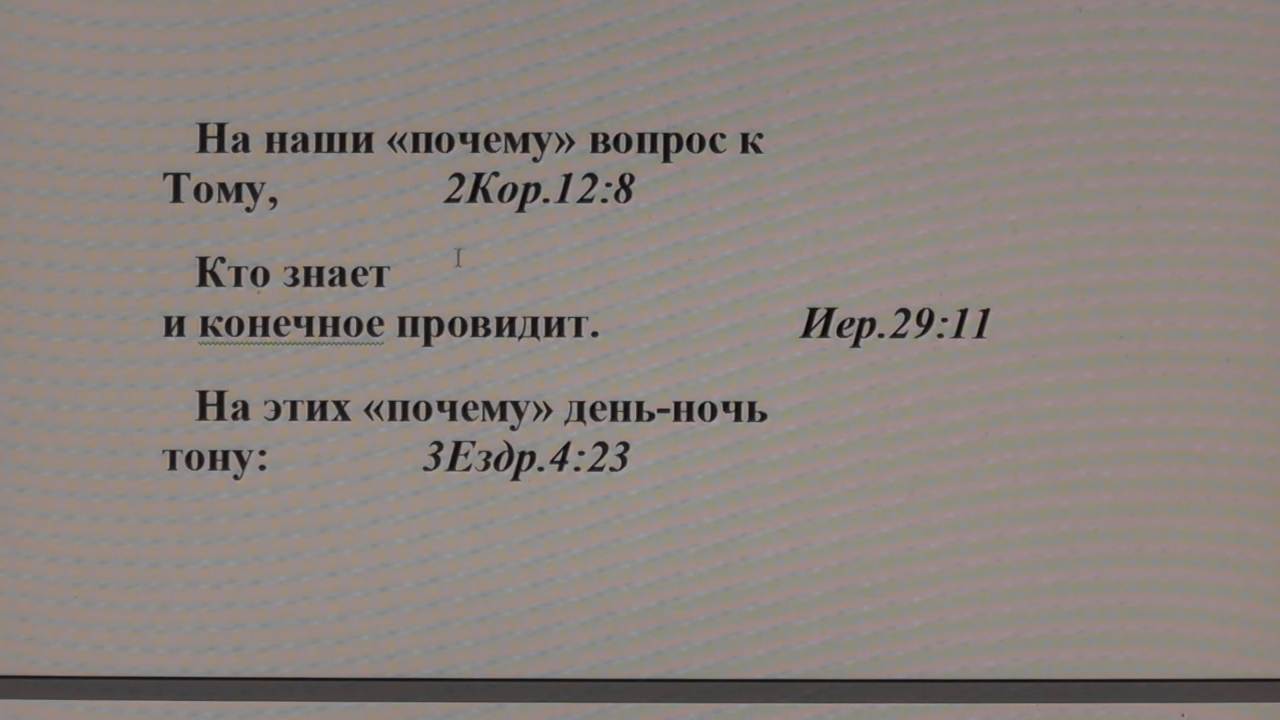 На наши «почему» вопрос к
Тому, 2Кор.12:8
Кто знает
и конечное провидит. Иер.29:11
На этих «почему» день-ночь
тону: 3Ездр.4:23